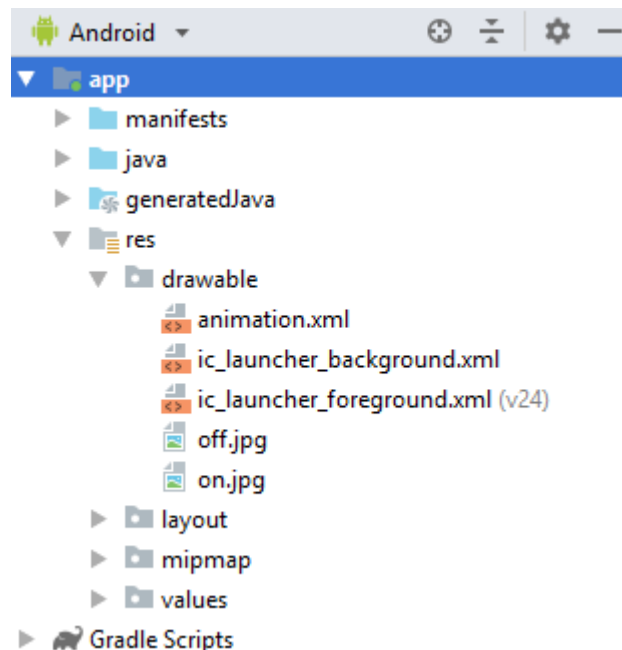 Android
app
manifests
java
generatedJava
res
drawable
animation.xml
ic_launcher_background.xml
ic_launcher_foreground.xml (v24)
off.jpg
on.jpg
layout
mipmap
values
Gradle Scripts